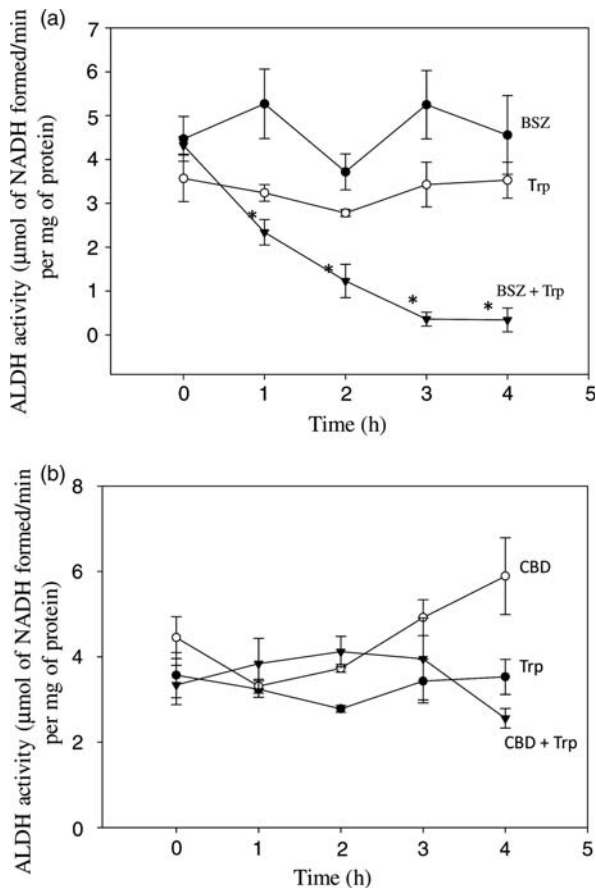 (a)
ALDH activity (µmol of NADH formed/min
per mg of protein)
7
6
5
4
3
2
1
0
BSZ
Trp
*
*
*
*
BSZ + Trp
0 1 2 3 4 5
Time (h)
(b)
ALDH activity (µmol of NADH formed/min
per mg of protein)
8
6
4
2
0
CBD
Trp
CBD + Trp
0 1 2 3 4 5
Time (h)